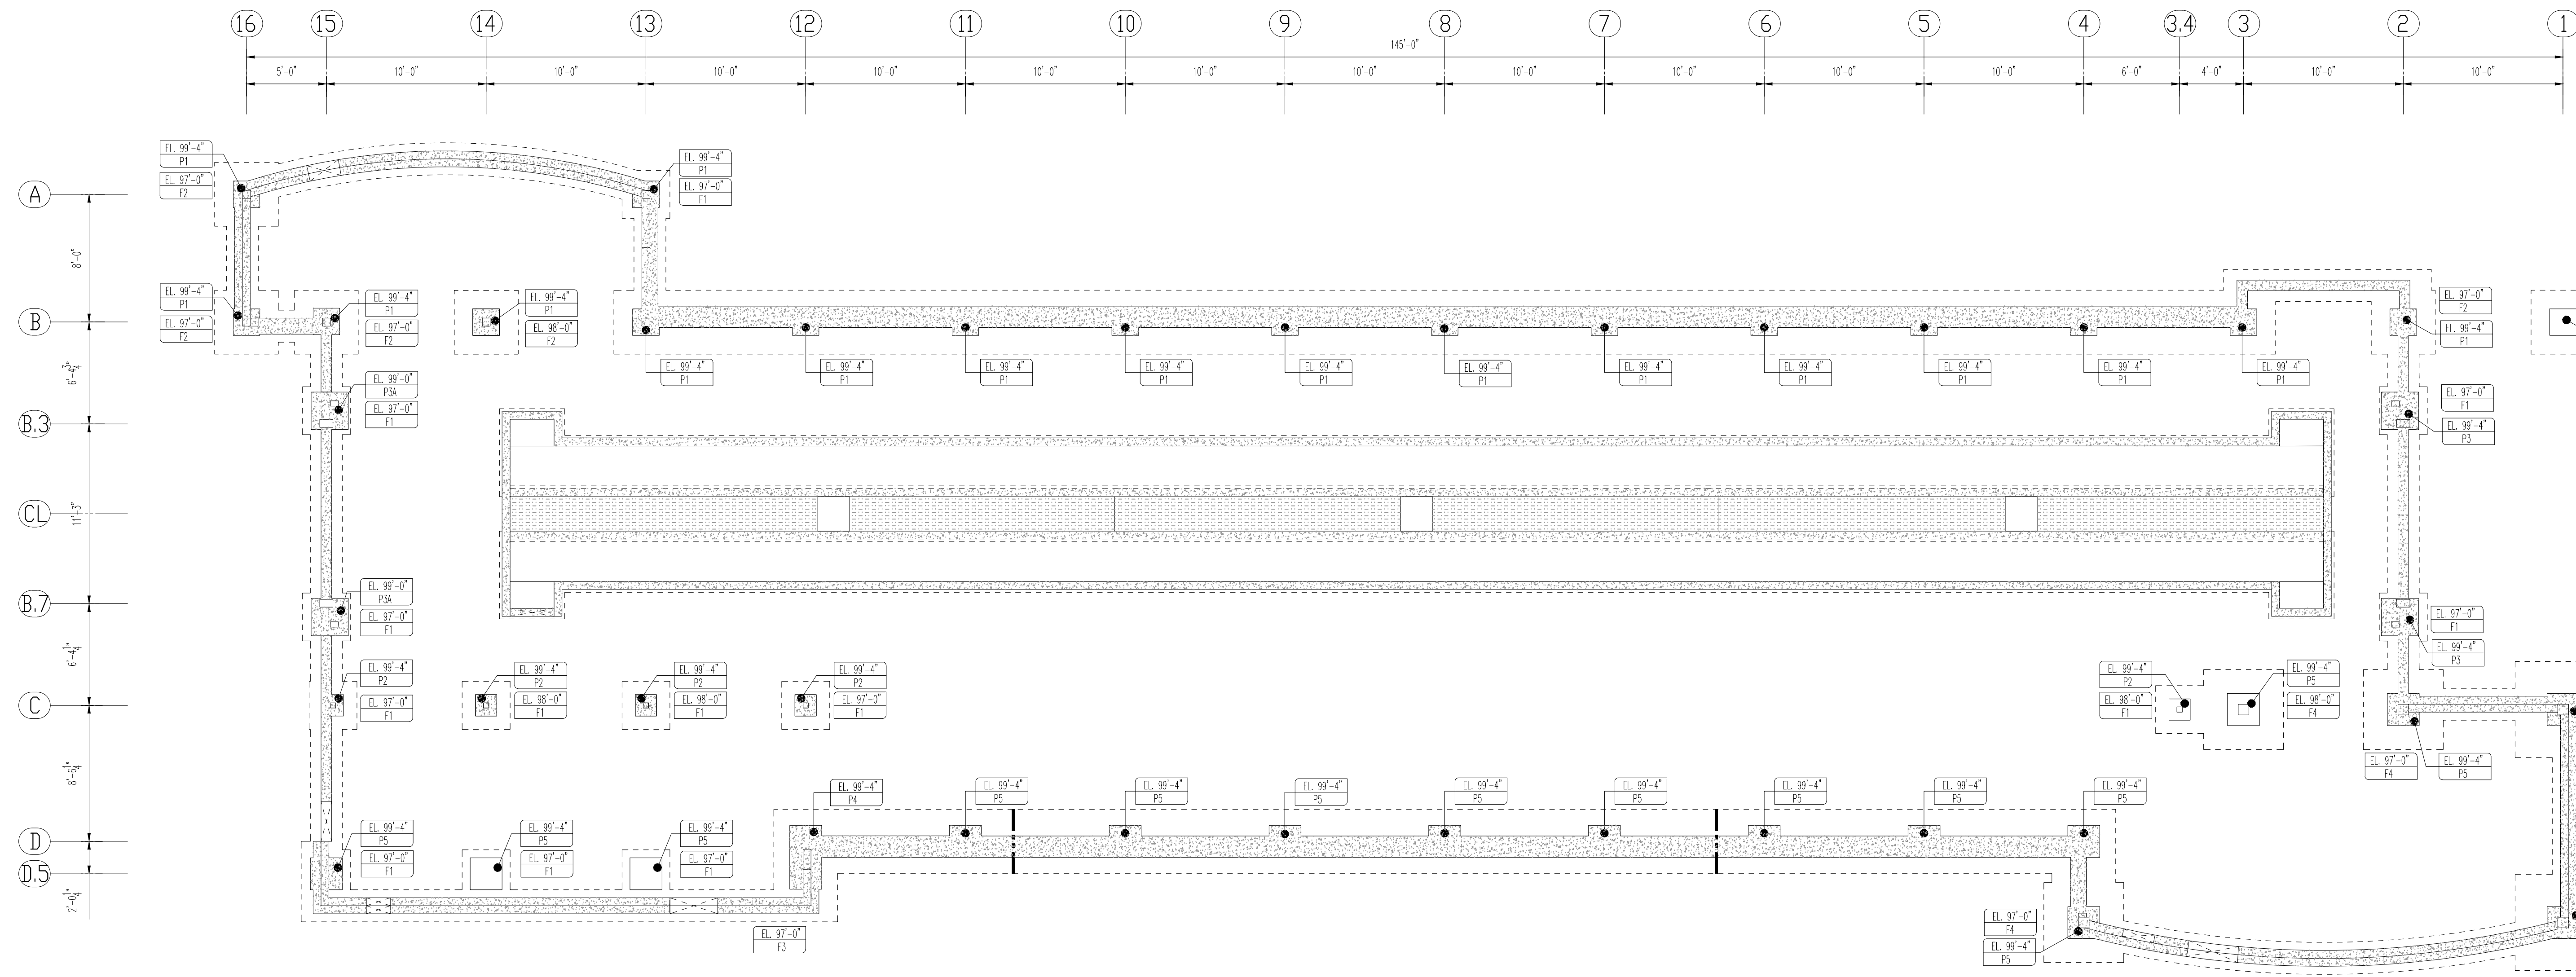 16 15 14 13 12 11 10 9 8 7 6 5 4 3.4 3 2 1
145'-0"
5'-0" 10'-0" 10'-0" 10'-0" 10'-0" 10'-0" 10'-0" 10'-0" 10'-0" 10'-0" 10'-0" 10'-0" 6'-0" 4'-0" 10'-0" 10'-0"
A
8'-0"
B
6'-4 3/4"
B.3
CL
11'-3"
B.7
6'-4 1/4"
C
8'-6 1/4"
D
D.5
2'-0 1/4"
EL. 99'-4"
P1
EL. 97'-0"
F2
EL. 99'-4"
P1
EL. 97'-0"
F1
EL. 99'-4"
P1
EL. 97'-0"
F2
EL. 99'-4"
P1
EL. 97'-0"
F2
EL. 99'-4"
P1
EL. 98'-0"
F2
EL. 97'-0"
F2
EL. 99'-4"
P1
EL. 99'-4" EL. 99'-4" EL. 99'-4" EL. 99'-4" EL. 99'-4" EL. 99'-4" EL. 99'-4" EL. 99'-4" EL. 99'-4" EL. 99'-4" EL. 99'-4"
P1 P1 P1 P1 P1 P1 P1 P1 P1 P1 P1
EL. 99'-0"
P3A
EL. 97'-0"
F1
EL. 97'-0"
F1
EL. 99'-4"
P3
EL. 99'-0"
P3A
EL. 97'-0"
F1
EL. 97'-0"
F1
EL. 99'-4"
P3
EL. 99'-4"
P2
EL. 97'-0"
F1
EL. 99'-4"
P2
EL. 98'-0"
F1
EL. 99'-4"
P2
EL. 98'-0"
F1
EL. 99'-4"
P2
EL. 97'-0"
F1
EL. 99'-4"
P2
EL. 98'-0"
F1
EL. 99'-4"
P5
EL. 98'-0"
F4
EL. 97'-0"
F4
EL. 99'-4"
P5
EL. 99'-4" EL. 99'-4" EL. 99'-4" EL. 99'-4" EL. 99'-4" EL. 99'-4" EL. 99'-4" EL. 99'-4" EL. 99'-4"
P4 P5 P5 P5 P5 P5 P5 P5 P5
EL. 99'-4"
P5
EL. 97'-0"
F1
EL. 99'-4"
P5
EL. 97'-0"
F1
EL. 99'-4"
P5
EL. 97'-0"
F1
EL. 97'-0"
F3
EL. 97'-0"
F4
EL. 99'-4"
P5